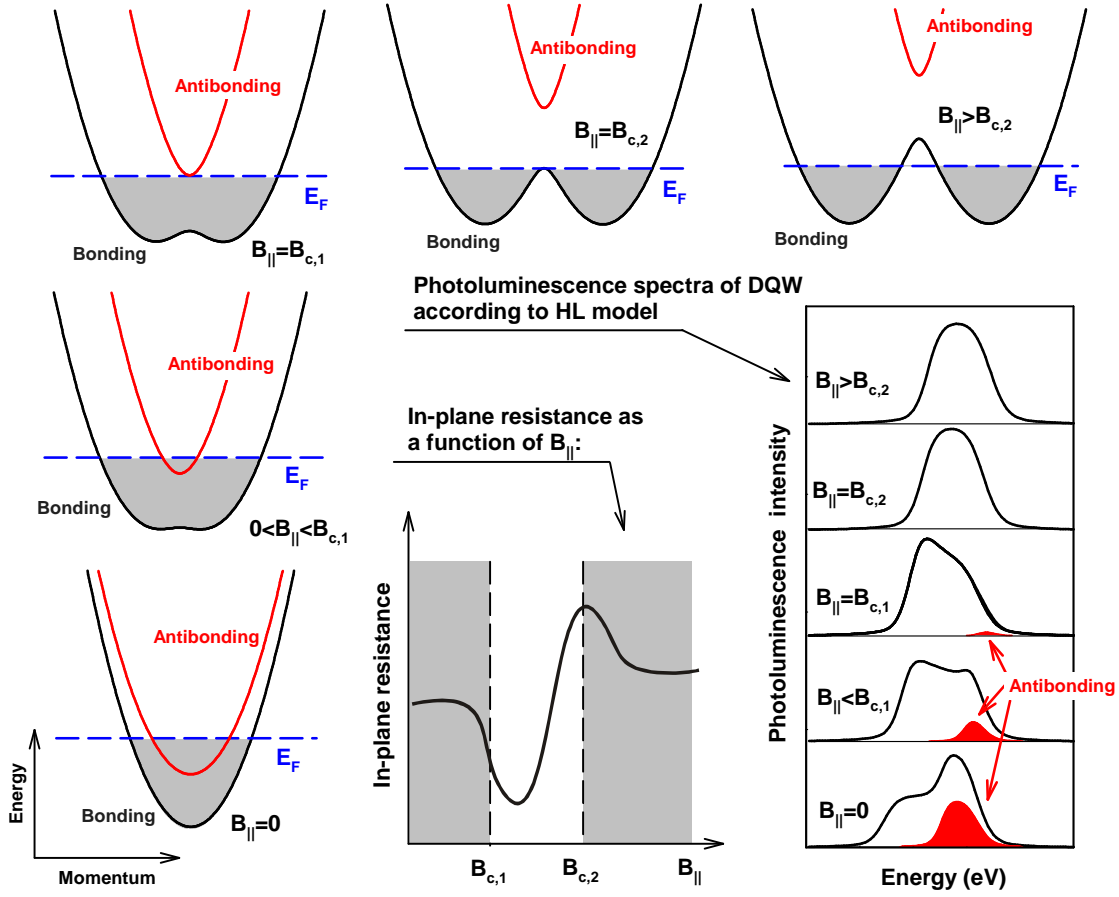 Antibonding
E_F
Bonding
B_||=B_c,1
Antibonding
B_||=B_c,2
E_F
Bonding
Antibonding
B_||>B_c,2
E_F
Bonding
Antibonding
E_F
Bonding
0<B_||<B_c,1
Antibonding
E_F
Bonding
B_||=0
Energy
Momentum
Photoluminescence spectra of DQW
according to HL model
In-plane resistance as
a function of B_||:
In-plane resistance
B_c,1
B_c,2
B_||
Photoluminescence intensity
B_||>B_c,2
B_||=B_c,2
B_||=B_c,1
B_||<B_c,1
Antibonding
B_||=0
Energy (eV)